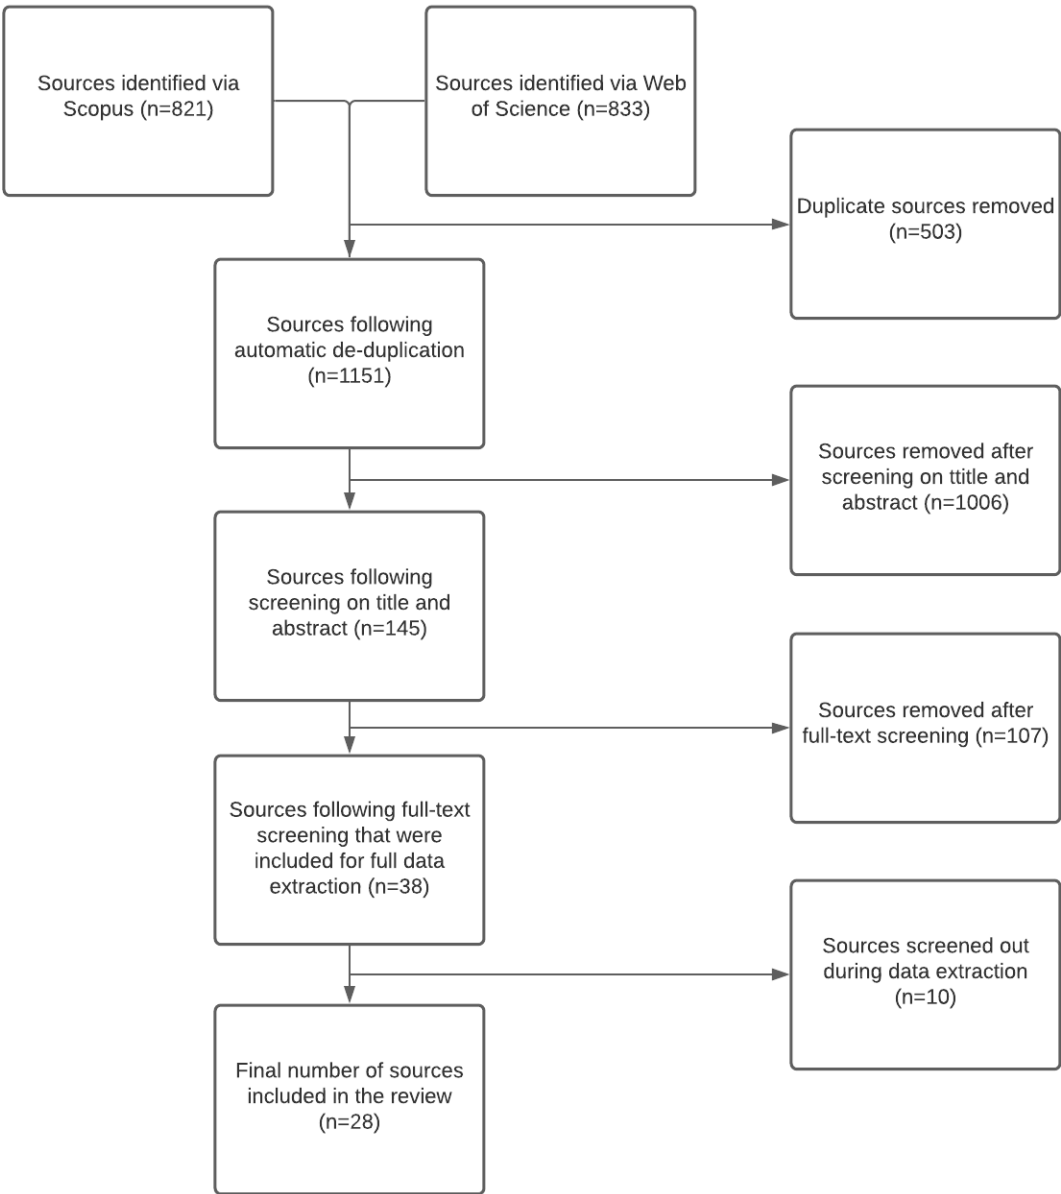 Sources identified via
Scopus (n=821)
Sources identified via Web
of Science (n=833)
Duplicate sources removed
(n=503)
Sources following
automatic de-duplication
(n=1151)
Sources removed after
screening on ttitle and
abstract (n=1006)
Sources following
screening on title and
abstract (n=145)
Sources removed after
full-text screening (n=107)
Sources following full-text
screening that were
included for full data
extraction (n=38)
Sources screened out
during data extraction
(n=10)
Final number of sources
included in the review
(n=28)